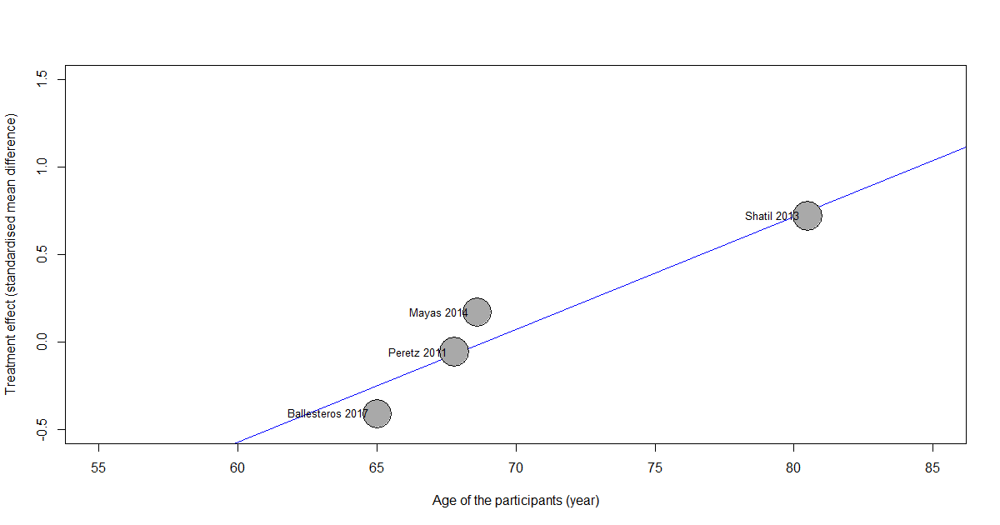 Treatment effect (standardised mean difference)
1.5
1.0
0.5
0.0
-0.5
Shatil 2013
Mayas 2014
Peretz 2011
Ballesteros 2017
55 60 65 70 75 80 85
Age of the participants (year)